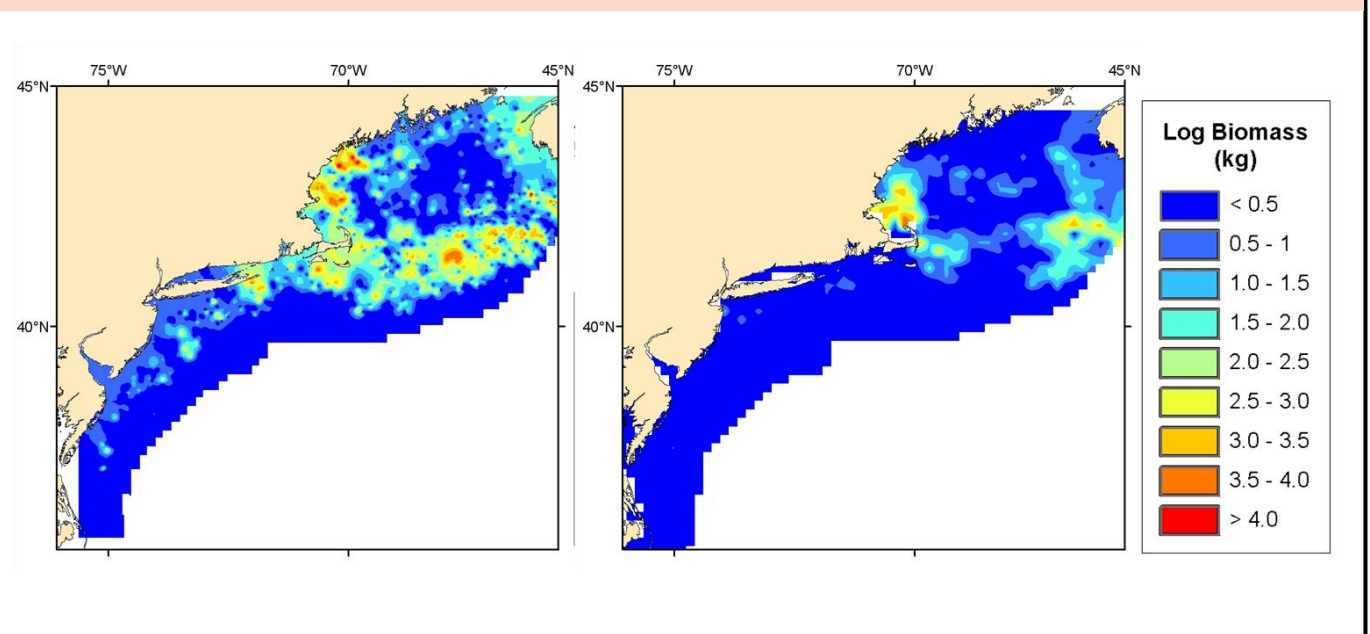 75°W 70°W 45°N
45°N
40°N
75°W 70°W 45°N
45°N
40°N
Log Biomass
(kg)
< 0.5
0.5 - 1
1.0 - 1.5
1.5 - 2.0
2.0 - 2.5
2.5 - 3.0
3.0 - 3.5
3.5 - 4.0
> 4.0